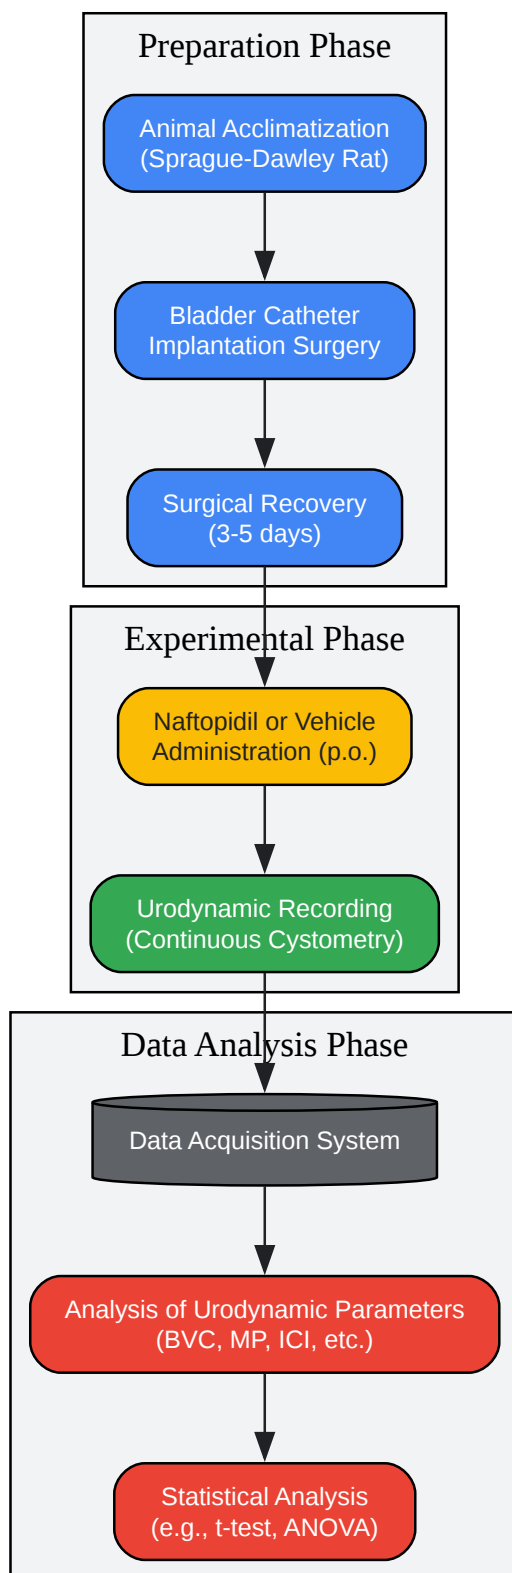 Preparation Phase
Animal Acclimatization
(Sprague-Dawley Rat)
Bladder Catheter
Implantation Surgery
Surgical Recovery
(3-5 days)
Experimental Phase
Naftopidil or Vehicle
Administration (p.o.)
Urodynamic Recording
(Continuous Cystometry)
Data Analysis Phase
Data Acquisition System
Analysis of Urodynamic Parameters
(BVC, MP, ICI, etc.)
Statistical Analysis
(e.g., t-test, ANOVA)